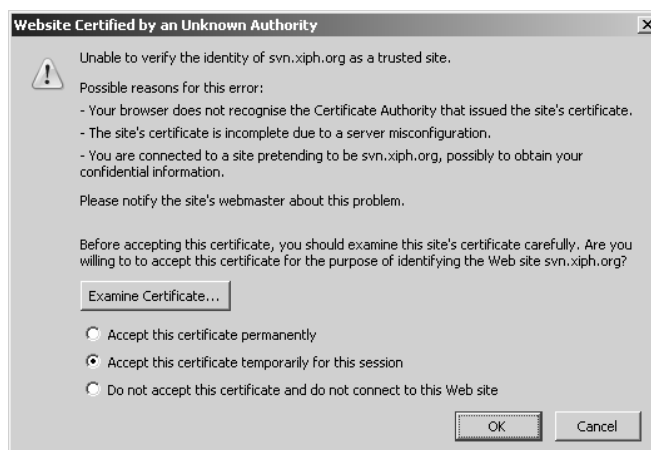 Website Certified by an Unknown Authority
Unable to verify the identity of svn.xiph.org as a trusted site.
Possible reasons for this error:
- Your browser does not recognise the Certificate Authority that issued the site's certificate.
- The site's certificate is incomplete due to a server misconfiguration.
- You are connected to a site pretending to be svn.xiph.org, possibly to obtain your
confidential information.
Please notify the site's webmaster about this problem.
Before accepting this certificate, you should examine this site's certificate carefully. Are you
willing to to accept this certificate for the purpose of identifying the Web site svn.xiph.org?
Examine Certificate...
Accept this certificate permanently
Accept this certificate temporarily for this session
Do not accept this certificate and do not connect to this Web site
OK Cancel